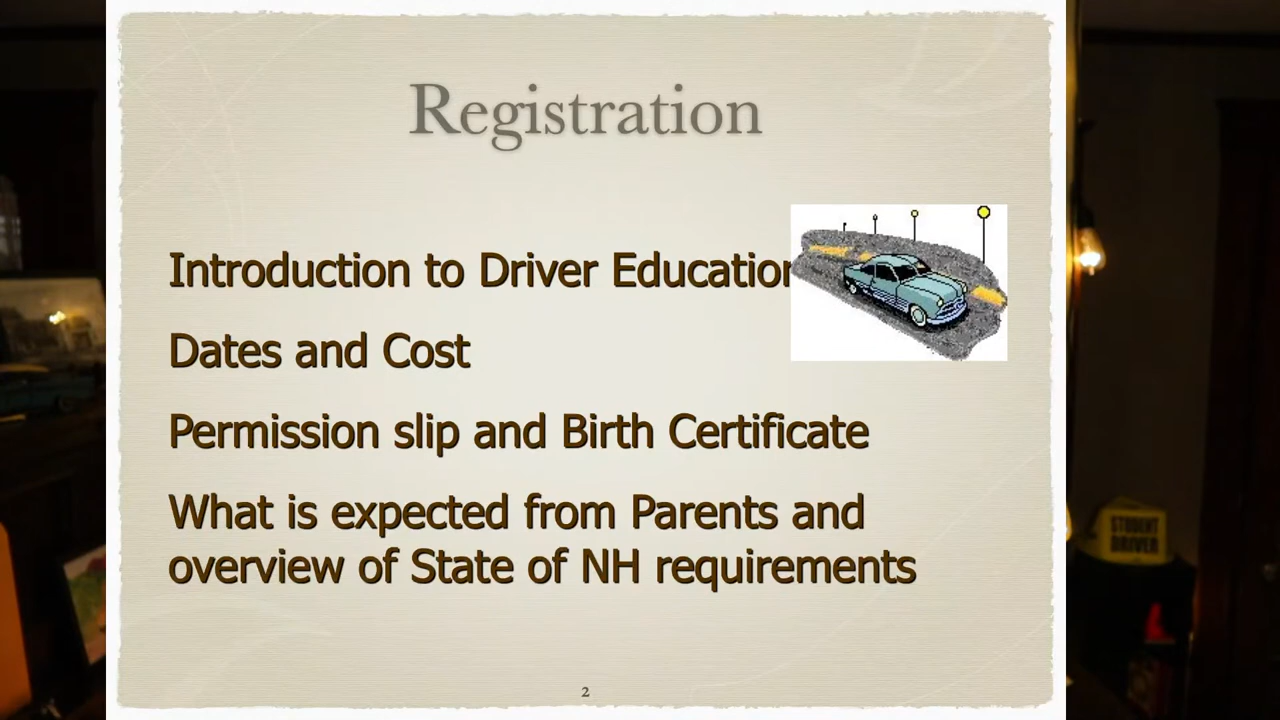 Registration
Introduction to Driver Education
Dates and Cost
Permission slip and Birth Certificate
What is expected from Parents and
overview of State of NH requirements
2
STUDENT
DRIVER